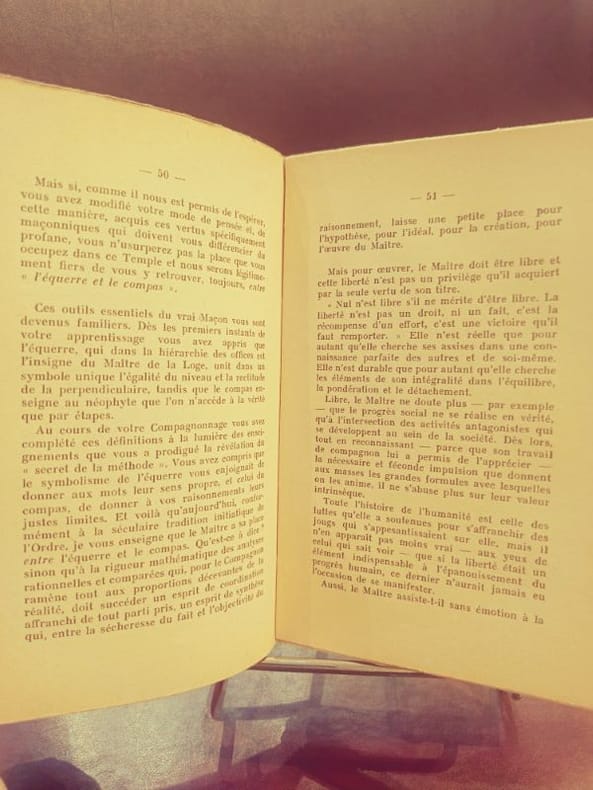 — 50 —
Mais si, comme il nous est permis de l'espérer,
vous avez modifié votre mode de pensée et, de
cette manière, acquis ces vertus spécifiquement
maçonniques qui doivent vous différencier du
profane, vous n'usurperez pas la place que vous
occupez dans ce Temple et nous serons légitime-
ment fiers de vous y retrouver, toujours, entre
« l'équerre et le compas ».
Ces outils essentiels du vrai Maçon vous sont
devenus familiers. Dès les premiers instants de
votre apprentissage vous avez appris que
l'équerre, qui dans la hiérarchie des offices est
l'insigne du Maître de la Loge, unit dans un
symbole unique l'égalité du niveau et la rectitude
de la perpendiculaire, tandis que le compas en-
seigne au néophyte que l'on n'accède à la vérité
que par étapes.
Au cours de votre Compagnonnage vous avez
complété ces définitions à la lumière des ensei-
gnements que vous a prodigué la révélation du
« secret de la méthode ». Vous avez compris que
le symbolisme de l'équerre vous enjoignait de
donner aux mots leur sens propre, et celui du
compas, de donner à vos raisonnements leurs
justes limites. Et voilà qu'aujourd'hui, confor-
mément à la séculaire tradition initiatique de
l'Ordre, je vous enseigne que le Maître a sa place
entre l'équerre et le compas. Qu'est-ce à dire ?
sinon qu'à la rigueur mathématique des analyses
rationnelles et comparées qui, pour le Compagnon
ramène tout aux proportions décevantes de la
réalité, doit succéder un esprit de coordination
affranchi de tout parti pris, un esprit de synthèse
qui, entre la sécheresse du fait et l'objectivité du
— 51 —
raisonnement, laisse une petite place pour
l'hypothèse, pour l'idéal, pour la création, pour
l'œuvre du Maître.
Mais pour œuvrer, le Maître doit être libre et
cette liberté n'est pas un privilège qu'il acquiert
par la seule vertu de son titre.
« Nul n'est libre s'il ne mérite d'être libre. La
liberté n'est pas un droit, ni un fait, c'est la
récompense d'un effort, c'est une victoire qu'il
faut remporter. » Elle n'est réelle que pour
autant qu'elle cherche ses assises dans une con-
naissance parfaite des autres et de soi-même.
Elle n'est durable que pour autant qu'elle cherche
les éléments de son intégralité dans l'équilibre,
la pondération et le détachement.
Libre, le Maître ne doute plus — par exemple
— que le progrès social ne se réalise en vérité,
qu'à l'intersection des activités antagonistes qui
se développent au sein de la société. Dès lors,
tout en reconnaissant — parce que son travail
de compagnon lui a permis de l'apprécier —
la nécessaire et féconde impulsion que donnent
aux masses les grandes formules avec lesquelles
on les anime, il ne s'abuse plus sur leur valeur
intrinsèque.
Toute l'histoire de l'humanité est celle des
luttes qu'elle a soutenues pour s'affranchir des
jougs qui s'appesantissaient sur elle, mais il
n'en apparaît pas moins vrai — aux yeux de
celui qui sait voir — que si la liberté était un
élément indispensable à l'épanouissement du
progrès humain, ce dernier n'aurait jamais eu
l'occasion de se manifester.
Aussi, le Maître assiste-t-il sans émotion à la